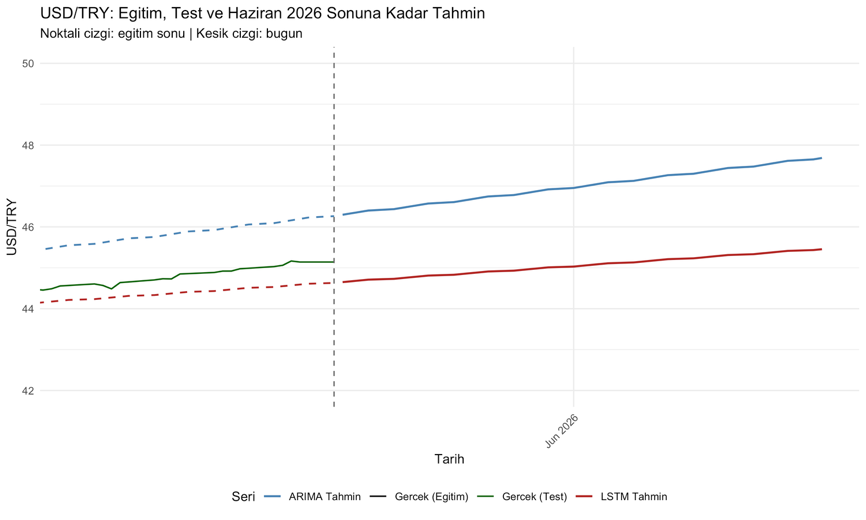 USD/TRY: Egitim, Test ve Haziran 2026 Sonuna Kadar Tahmin
Noktali cizgi: egitim sonu | Kesik cizgi: bugun
50
48
46
44
42
USD/TRY
Jun 2026
Tarih
Seri ARIMA Tahmin Gercek (Egitim) Gercek (Test) LSTM Tahmin